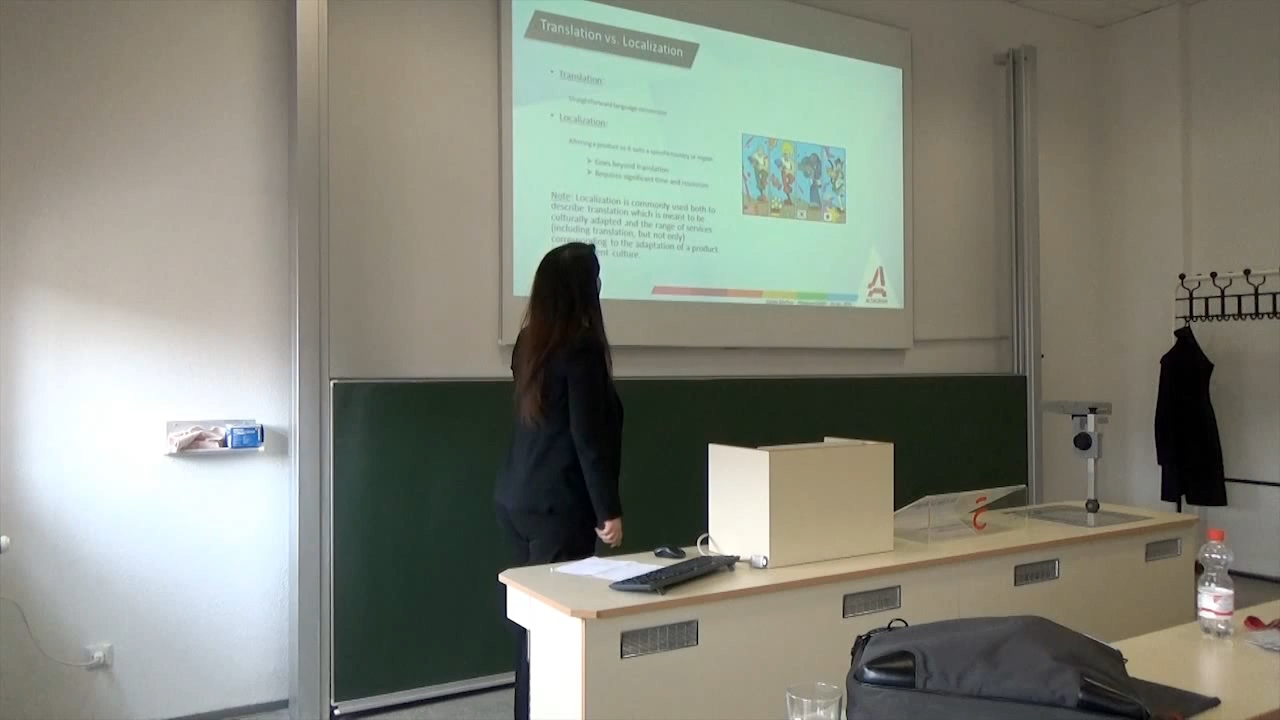 Translation vs. Localization
• Translation:
Straightforward language conversion
• Localization:
Altering a product so it suits a specific country or region
➢ Goes beyond translation
➢ Requires significant time and resources
Note: Localization is commonly used both to
describe translation which is meant to be
culturally adapted and the range of services
(including translation, but not only)
corresponding to the adaptation of a product
culture.
ALTAGRAM